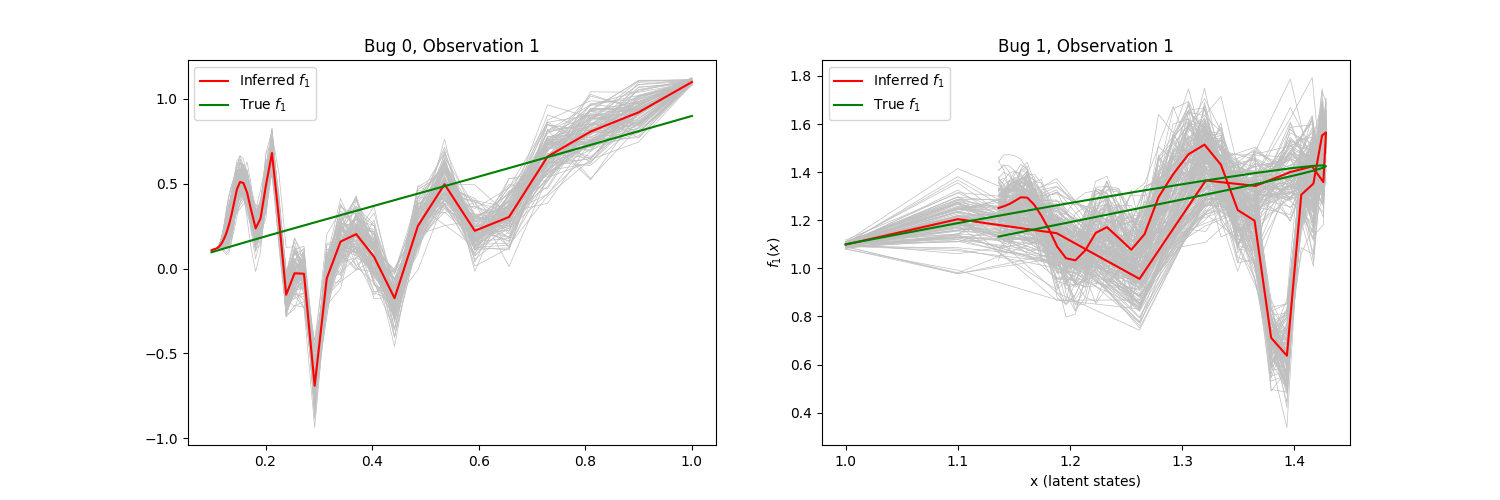 Bug 0, Observation 1
Inferred f₁
True f₁
1.0
0.5
0.0
−0.5
−1.0
0.2
0.4
0.6
0.8
1.0
Bug 1, Observation 1
Inferred f₁
True f₁
f₁(x)
1.8
1.6
1.4
1.2
1.0
0.8
0.6
0.4
1.0
1.1
1.2
1.3
1.4
x (latent states)